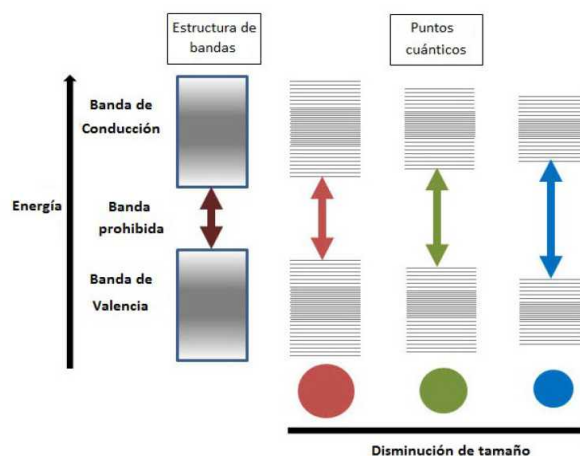 Estructura de
bandas
Puntos
cuánticos
Banda de
Conducción
Energía
Banda
prohibida
Banda de
Valencia
Disminución de tamaño